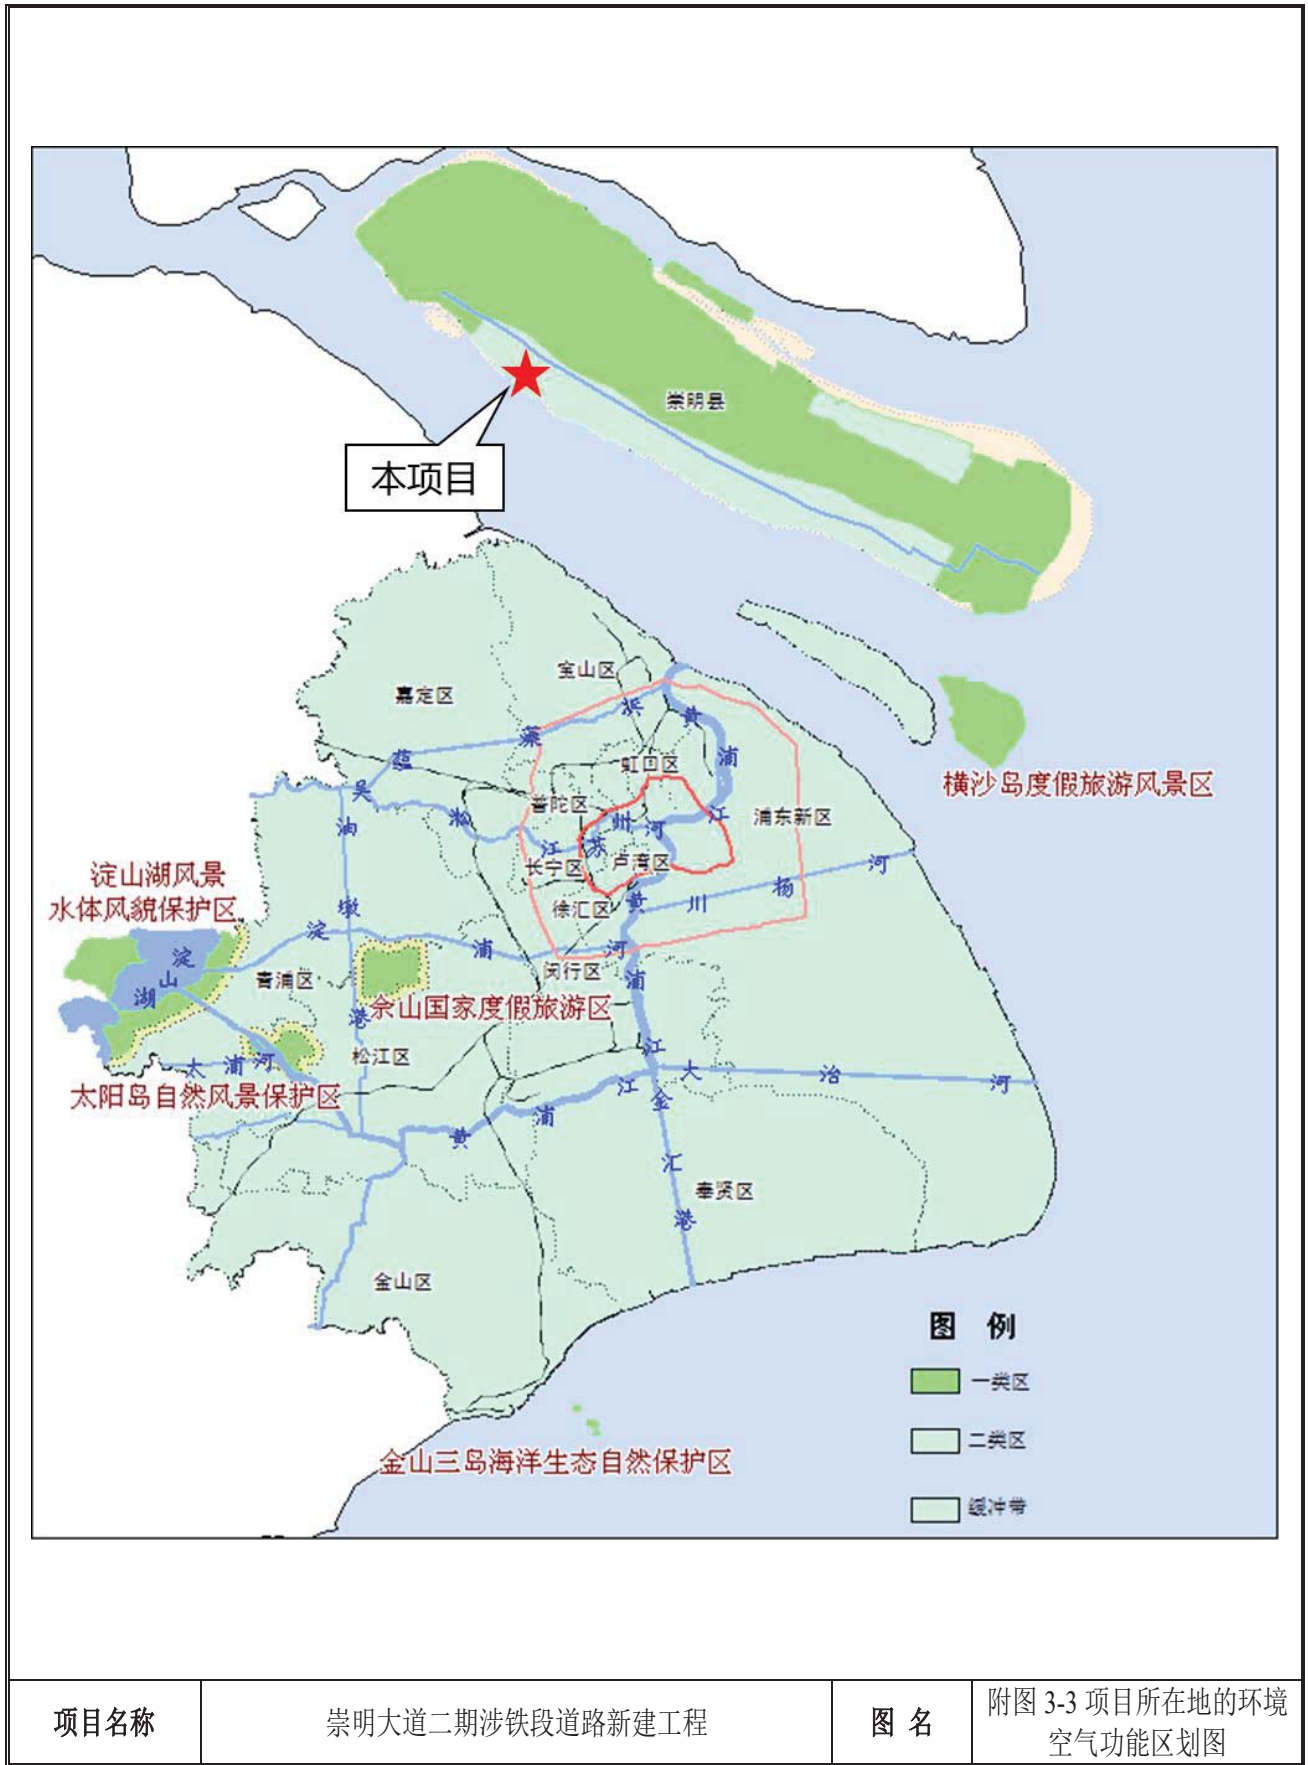 崇明县
本项目
宝山区
嘉定区
蕰
藻
浜
黄
浦
江
虹口区
横沙岛度假旅游风景区
吴
淞
江
普陀区
苏
州
河
浦东新区
油
墩
港
长宁区
卢湾区
淀山湖风景
水体风貌保护区
徐汇区
黄
浦
江
川
杨
河
淀
浦
河
淀
山
湖
青浦区
闵行区
佘山国家度假旅游区
太
浦
河
松江区
太阳岛自然风景保护区
大
治
河
黄
浦
江
金
汇
港
奉贤区
金山区
图 例
一类区
二类区
缓冲带
金山三岛海洋生态自然保护区
项目名称
崇明大道二期涉铁段道路新建工程
图 名
附图 3-3 项目所在地的环境
空气功能区划图